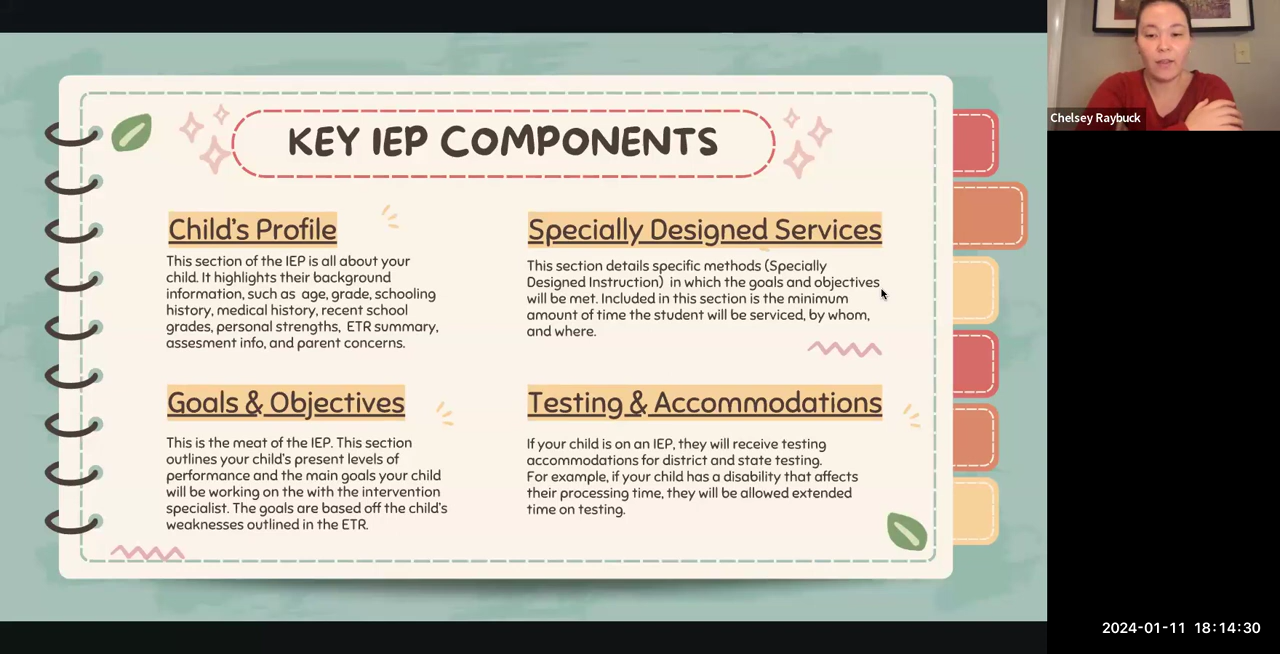 KEY IEP COMPONENTS
Child's Profile
This section of the IEP is all about your
child. It highlights their background
information, such as age, grade, schooling
history, medical history, recent school
grades, personal strengths, ETR summary,
assesment info, and parent concerns.
Goals & Objectives
This is the meat of the IEP. This section
outlines your child's present levels of
performance and the main goals your child
will be working on the with the intervention
specialist. The goals are based off the child's
weaknesses outlined in the ETR.
Specially Designed Services
This section details specific methods (Specially
Designed Instruction) in which the goals and objectives
will be met. Included in this section is the minimum
amount of time the student will be serviced, by whom,
and where.
Testing & Accommodations
If your child is on an IEP, they will receive testing
accommodations for district and state testing.
For example, if your child has a disability that affects
their processing time, they will be allowed extended
time on testing.
Chelsey Raybuck
2024-01-11 18:14:30